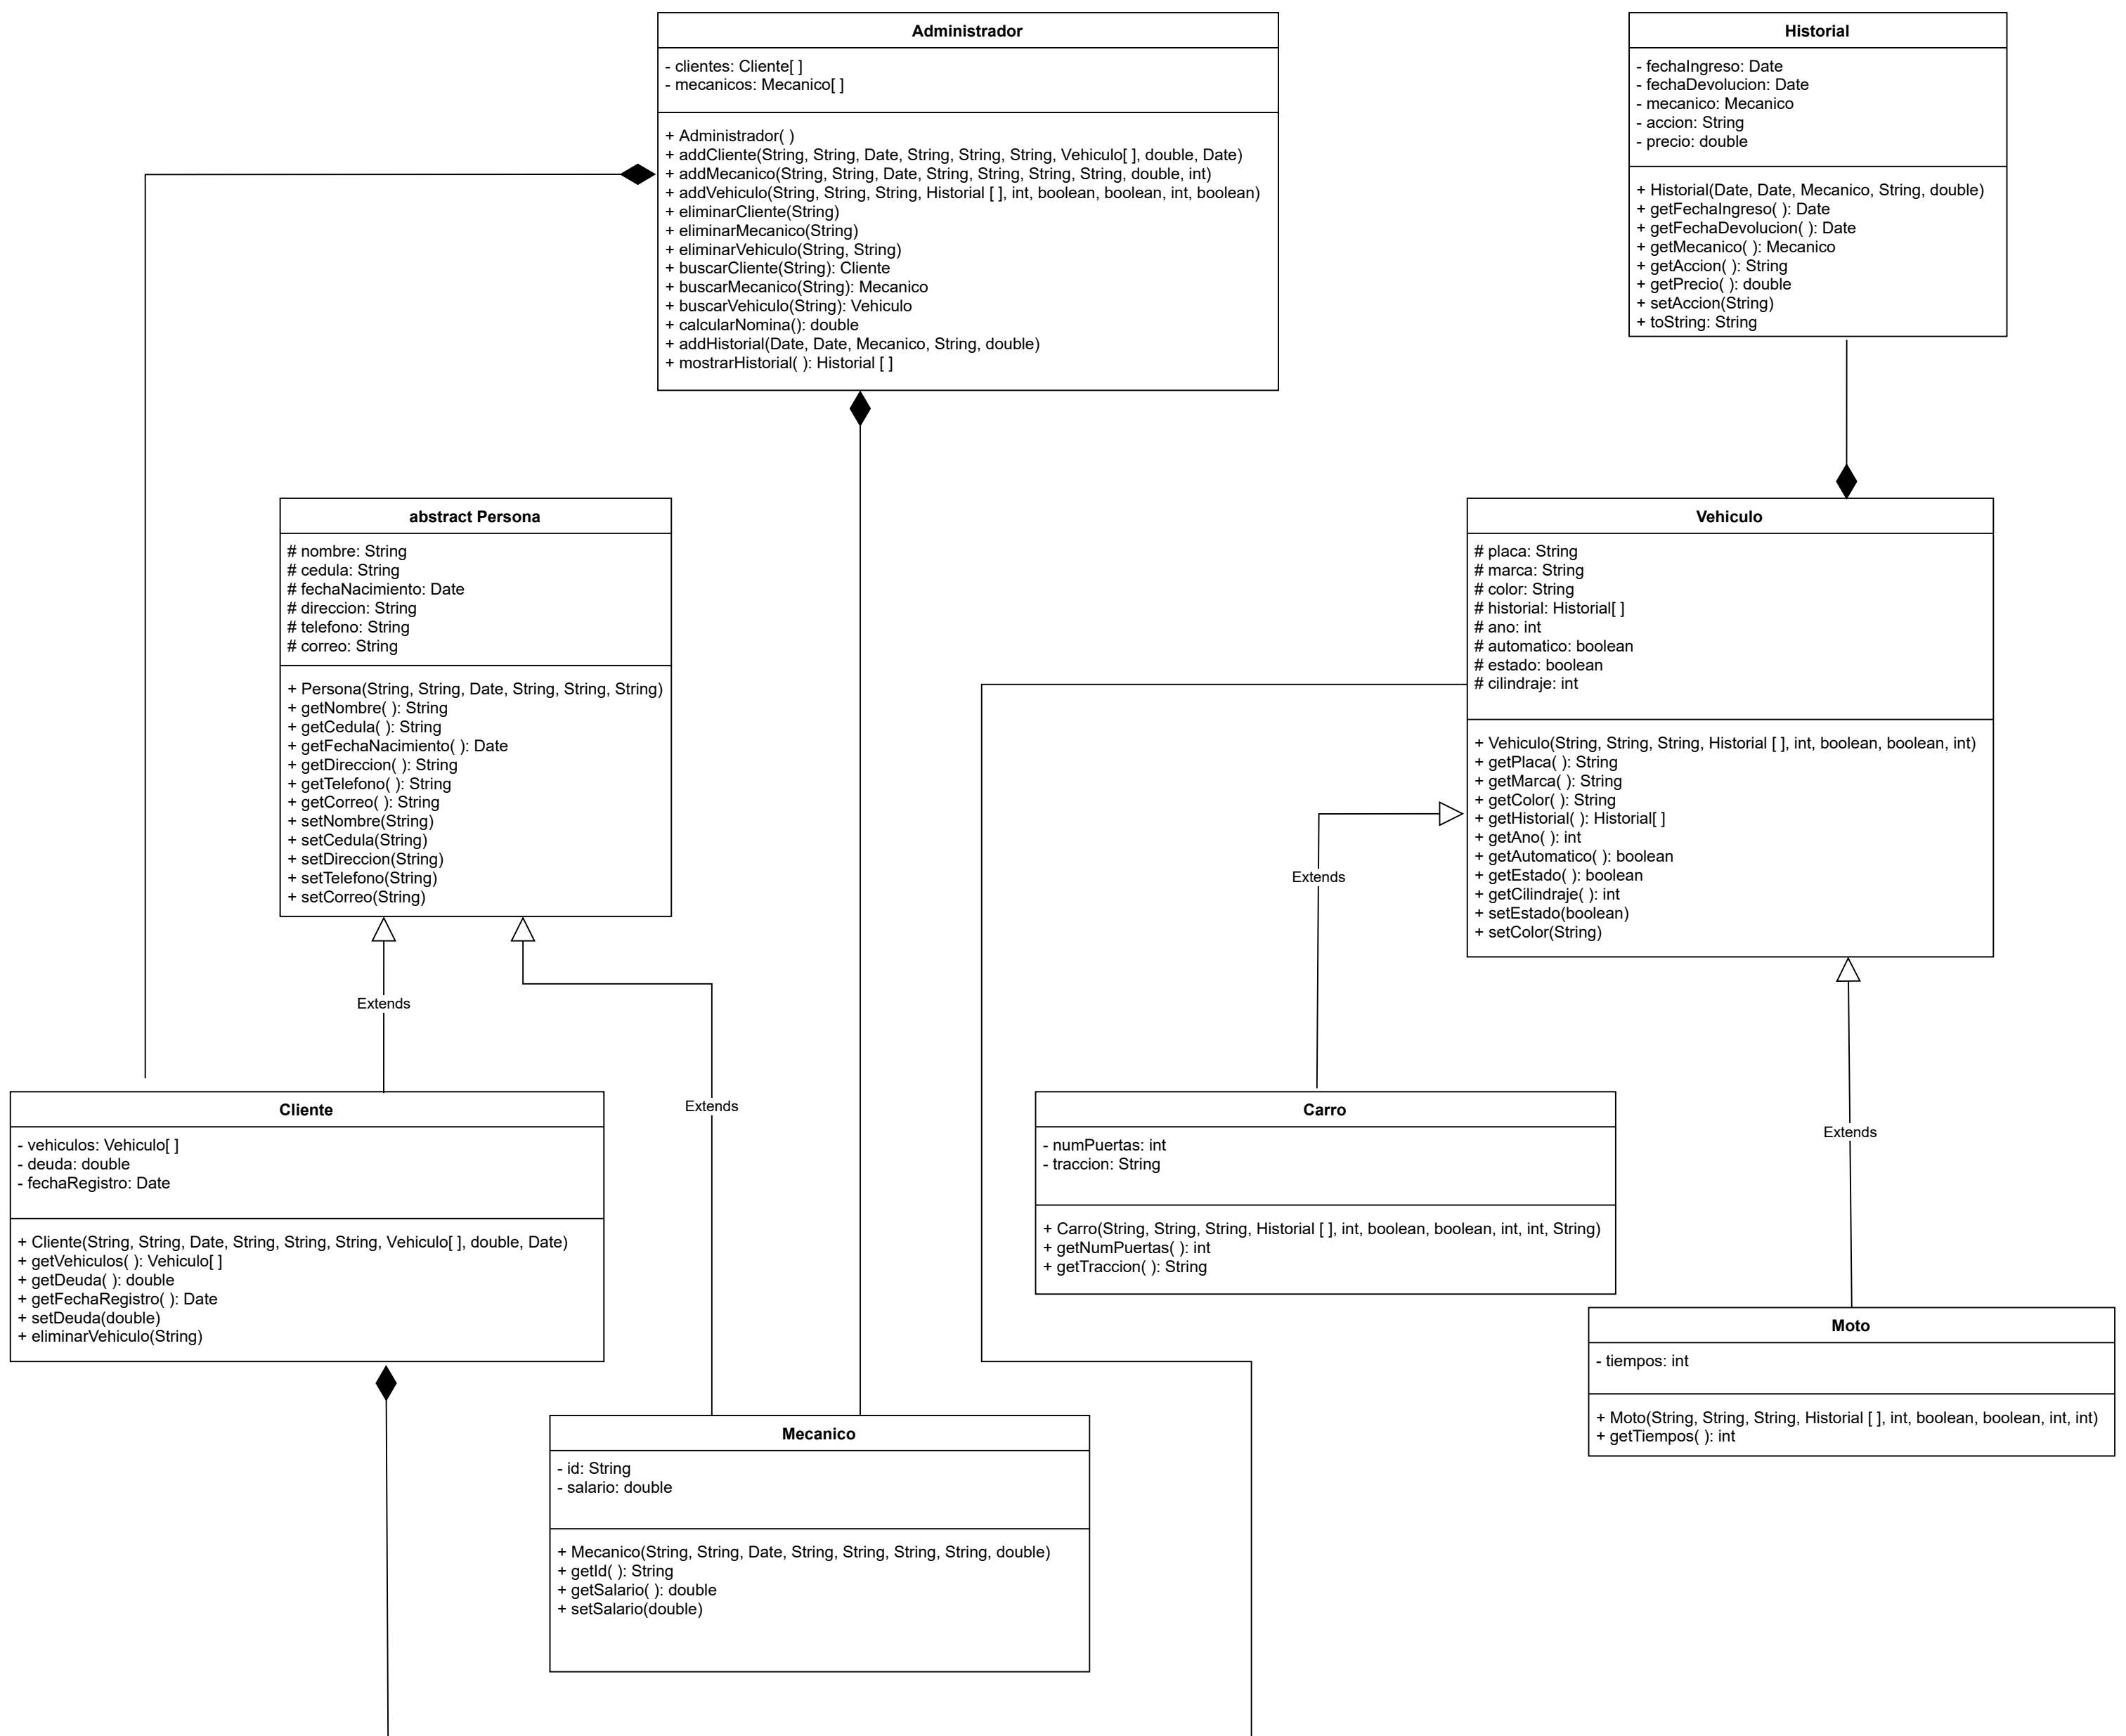 Administrador
- clientes: Cliente[ ]
- mecanicos: Mecanico[ ]
+ Administrador( )
+ addCliente(String, String, Date, String, String, String, Vehiculo[ ], double, Date)
+ addMecanico(String, String, Date, String, String, String, String, double, int)
+ addVehiculo(String, String, String, Historial [ ], int, boolean, boolean, int, boolean)
+ eliminarCliente(String)
+ eliminarMecanico(String)
+ eliminarVehiculo(String, String)
+ buscarCliente(String): Cliente
+ buscarMecanico(String): Mecanico
+ buscarVehiculo(String): Vehiculo
+ calcularNomina(): double
+ addHistorial(Date, Date, Mecanico, String, double)
+ mostrarHistorial( ): Historial [ ]
Historial
- fechaIngreso: Date
- fechaDevolucion: Date
- mecanico: Mecanico
- accion: String
- precio: double
+ Historial(Date, Date, Mecanico, String, double)
+ getFechaIngreso( ): Date
+ getFechaDevolucion( ): Date
+ getMecanico( ): Mecanico
+ getAccion( ): String
+ getPrecio( ): double
+ setAccion(String)
+ toString: String
abstract Persona
# nombre: String
# cedula: String
# fechaNacimiento: Date
# direccion: String
# telefono: String
# correo: String
+ Persona(String, String, Date, String, String, String)
+ getNombre( ): String
+ getCedula( ): String
+ getFechaNacimiento( ): Date
+ getDireccion( ): String
+ getTelefono( ): String
+ getCorreo( ): String
+ setNombre(String)
+ setCedula(String)
+ setDireccion(String)
+ setTelefono(String)
+ setCorreo(String)
Vehiculo
# placa: String
# marca: String
# color: String
# historial: Historial[ ]
# ano: int
# automatico: boolean
# estado: boolean
# cilindraje: int
+ Vehiculo(String, String, String, Historial [ ], int, boolean, boolean, int)
+ getPlaca( ): String
+ getMarca( ): String
+ getColor( ): String
+ getHistorial( ): Historial[ ]
+ getAno( ): int
+ getAutomatico( ): boolean
+ getEstado( ): boolean
+ getCilindraje( ): int
+ setEstado(boolean)
+ setColor(String)
Extends
Extends
Extends
Extends
Cliente
- vehiculos: Vehiculo[ ]
- deuda: double
- fechaRegistro: Date
+ Cliente(String, String, Date, String, String, String, Vehiculo[ ], double, Date)
+ getVehiculos( ): Vehiculo[ ]
+ getDeuda( ): double
+ getFechaRegistro( ): Date
+ setDeuda(double)
+ eliminarVehiculo(String)
Carro
- numPuertas: int
- traccion: String
+ Carro(String, String, String, Historial [ ], int, boolean, boolean, int, int, String)
+ getNumPuertas( ): int
+ getTraccion( ): String
Moto
- tiempos: int
+ Moto(String, String, String, Historial [ ], int, boolean, boolean, int, int)
+ getTiempos( ): int
Mecanico
- id: String
- salario: double
+ Mecanico(String, String, Date, String, String, String, String, double)
+ getId( ): String
+ getSalario( ): double
+ setSalario(double)